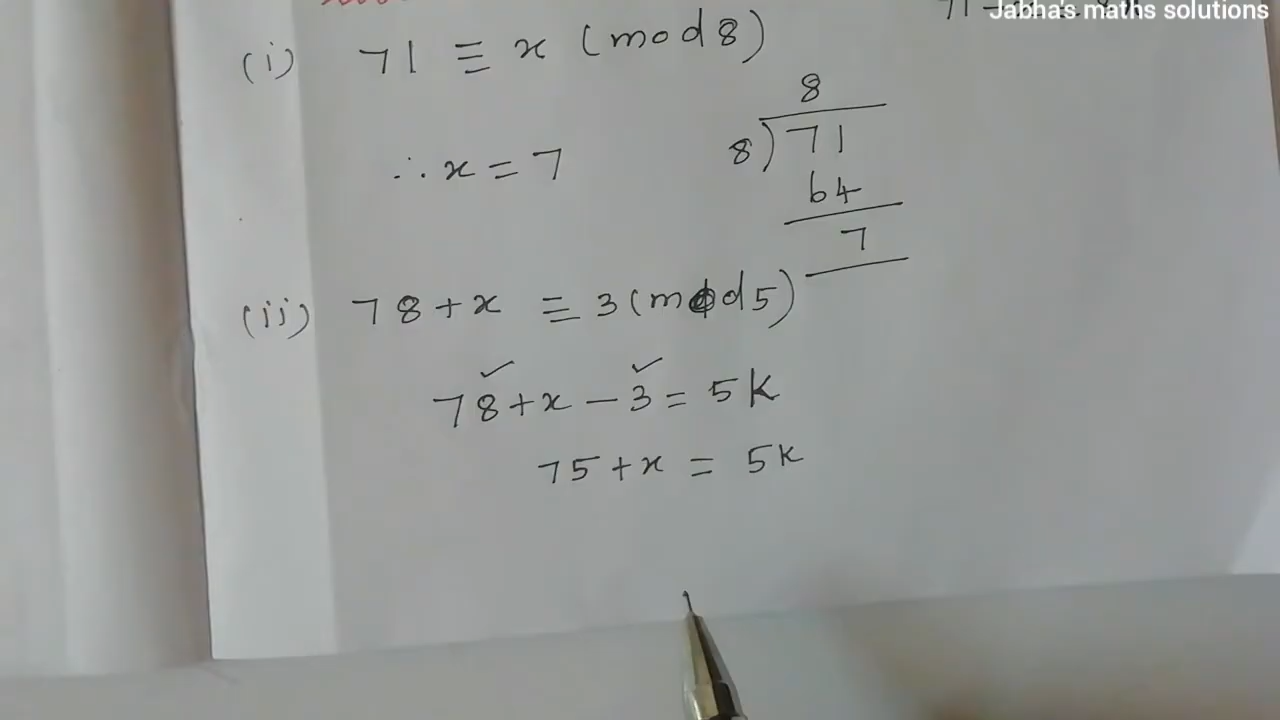 Jabha's maths solutions
(i) 71 ≡ x (mod 8)
8
8)71
64
7
∴ x = 7
(ii) 78 + x ≡ 3 (mod 5)
78 + x − 3 = 5K
75 + x = 5K